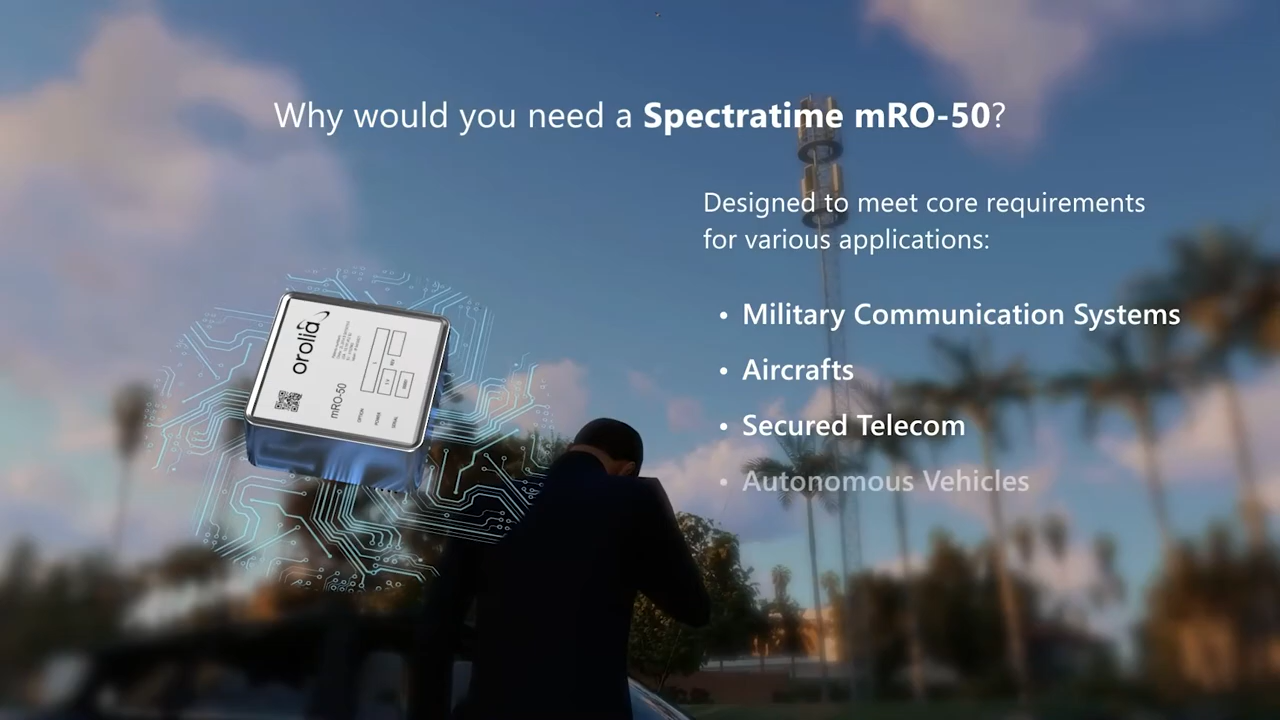 Why would you need a Spectratime mRO-50?
Designed to meet core requirements
for various applications:
• Military Communication Systems
• Aircrafts
• Secured Telecom
• Autonomous Vehicles
orolia
mRO-50